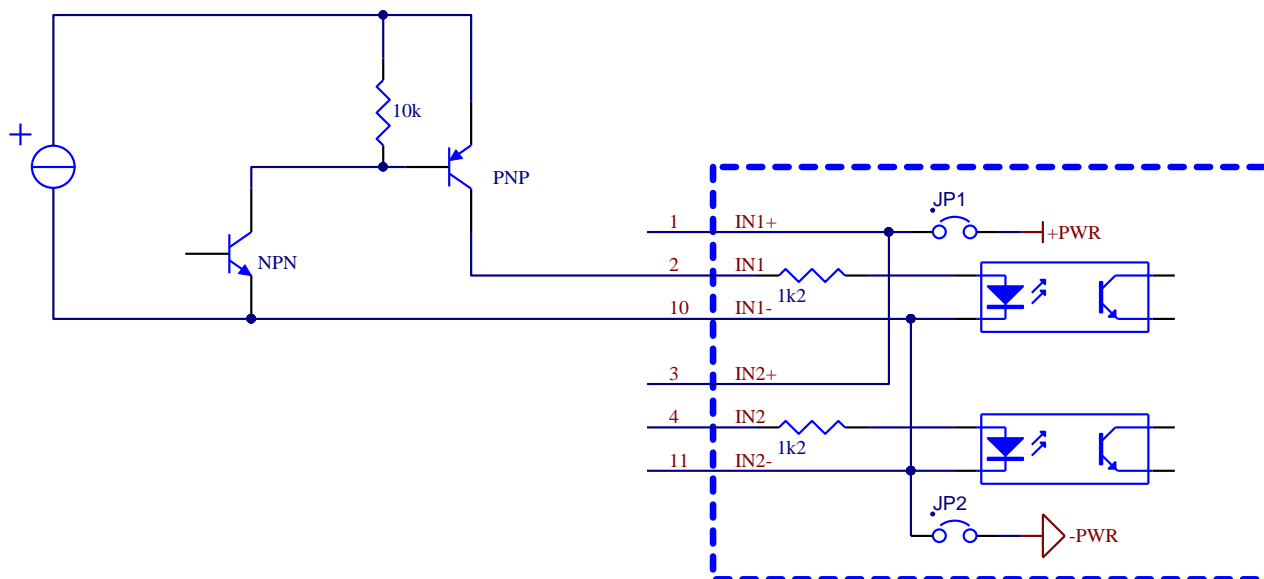 +
10k
PNP
NPN
JP1
1 IN1+ +PWR
2 IN1
1k2
10 IN1-
3 IN2+
4 IN2
1k2
11 IN2-
JP2
-PWR